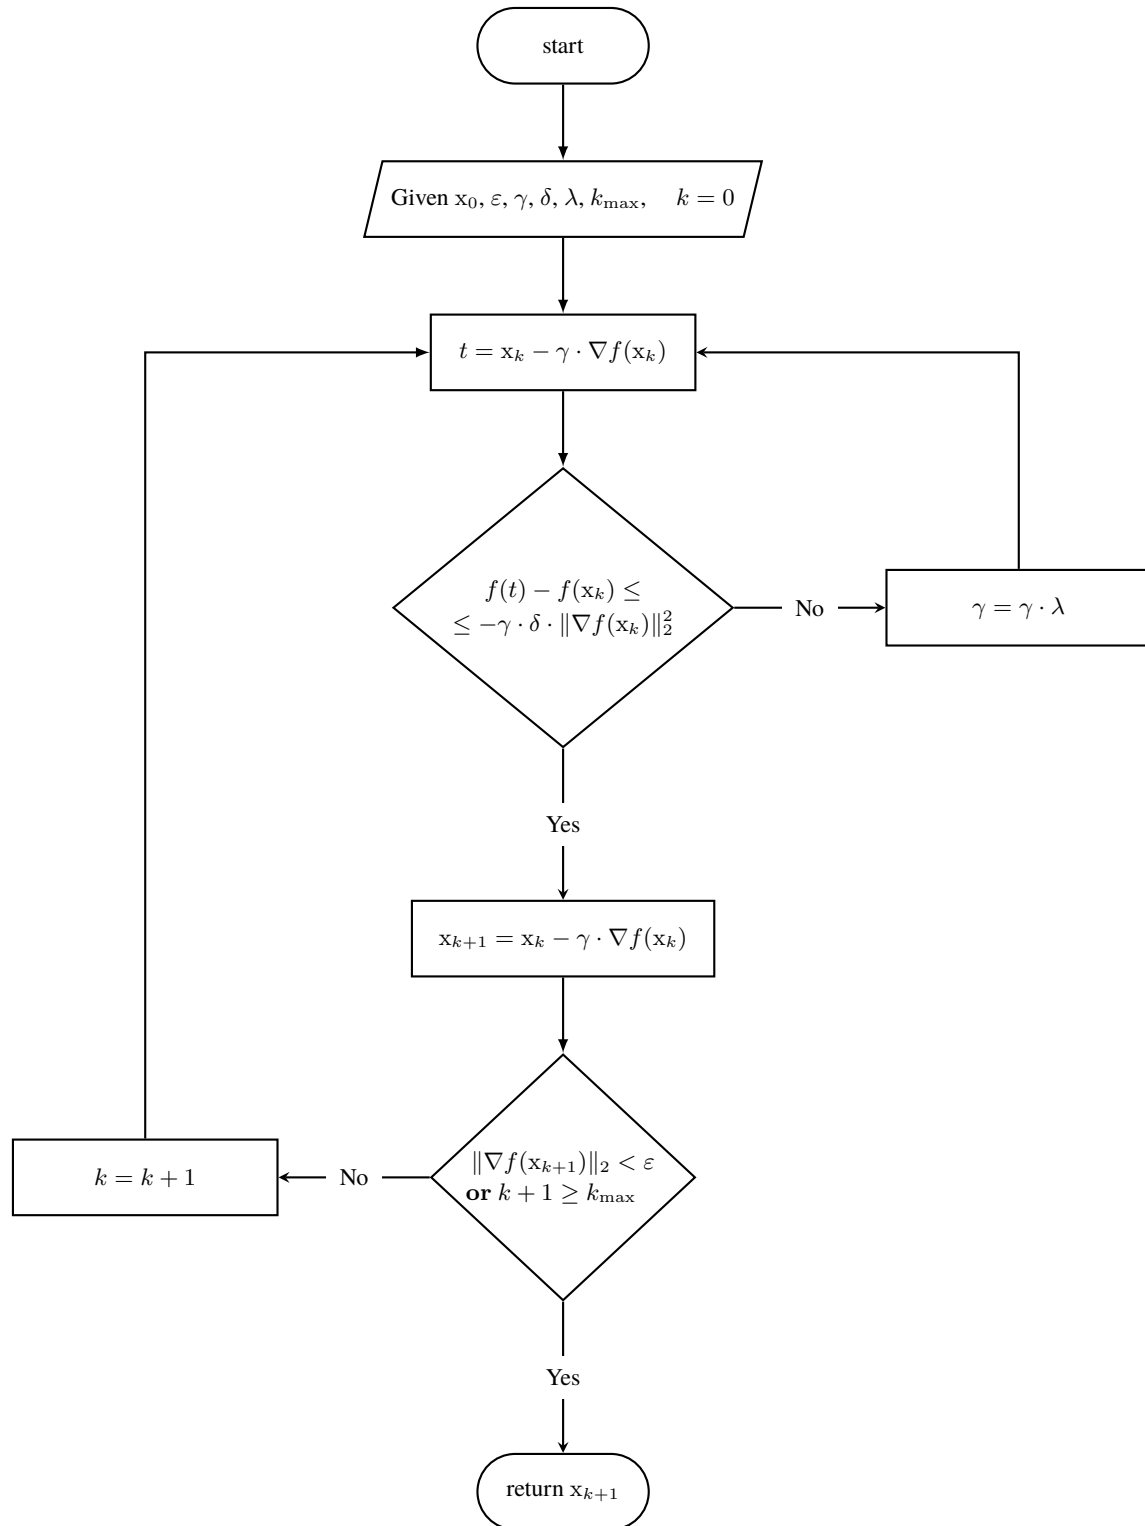 start
Given x₀, ε, γ, δ, λ, k_max, k = 0
t = x_k − γ · ∇f(x_k)
f(t) − f(x_k) ≤
≤ −γ · δ · ‖∇f(x_k)‖₂²
No
γ = γ · λ
Yes
x_{k+1} = x_k − γ · ∇f(x_k)
‖∇f(x_{k+1})‖₂ < ε
or k + 1 ≥ k_max
No
k = k + 1
Yes
return x_{k+1}